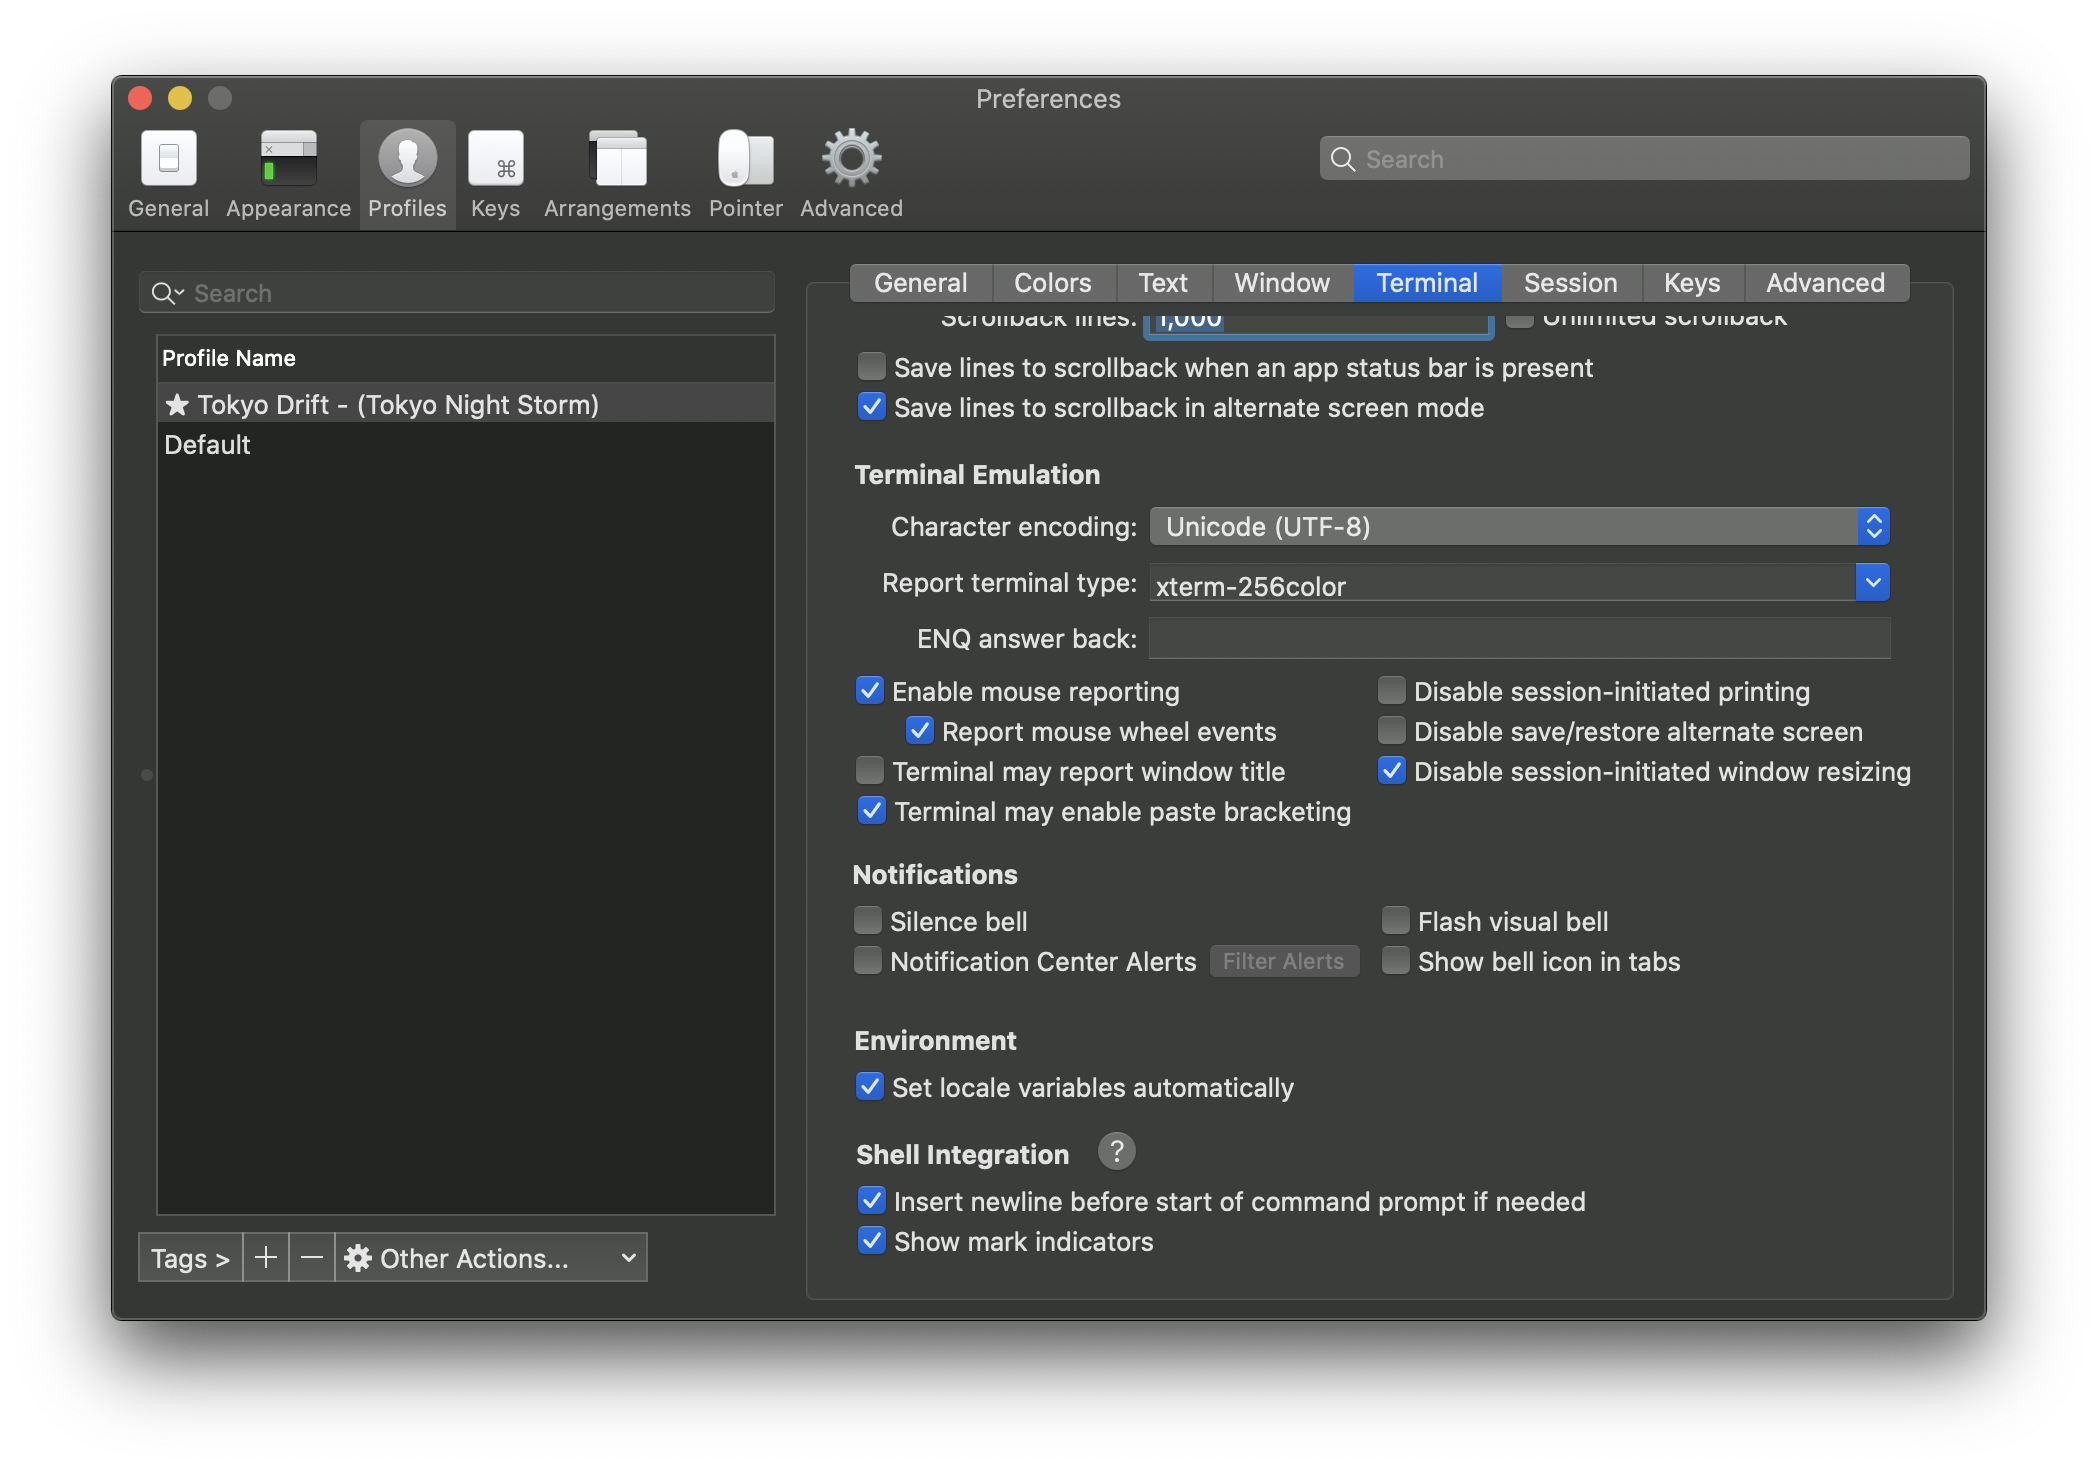 Preferences
General Appearance Profiles Keys Arrangements Pointer Advanced
Search
Search
Profile Name
★ Tokyo Drift - (Tokyo Night Storm)
Default
Tags > + — Other Actions...
General Colors Text Window Terminal Session Keys Advanced
Scrollback lines: 1,000 Unlimited scrollback
Save lines to scrollback when an app status bar is present
Save lines to scrollback in alternate screen mode
Terminal Emulation
Character encoding: Unicode (UTF-8)
Report terminal type: xterm-256color
ENQ answer back:
Enable mouse reporting Disable session-initiated printing
Report mouse wheel events Disable save/restore alternate screen
Terminal may report window title Disable session-initiated window resizing
Terminal may enable paste bracketing
Notifications
Silence bell Flash visual bell
Notification Center Alerts Filter Alerts Show bell icon in tabs
Environment
Set locale variables automatically
Shell Integration ?
Insert newline before start of command prompt if needed
Show mark indicators